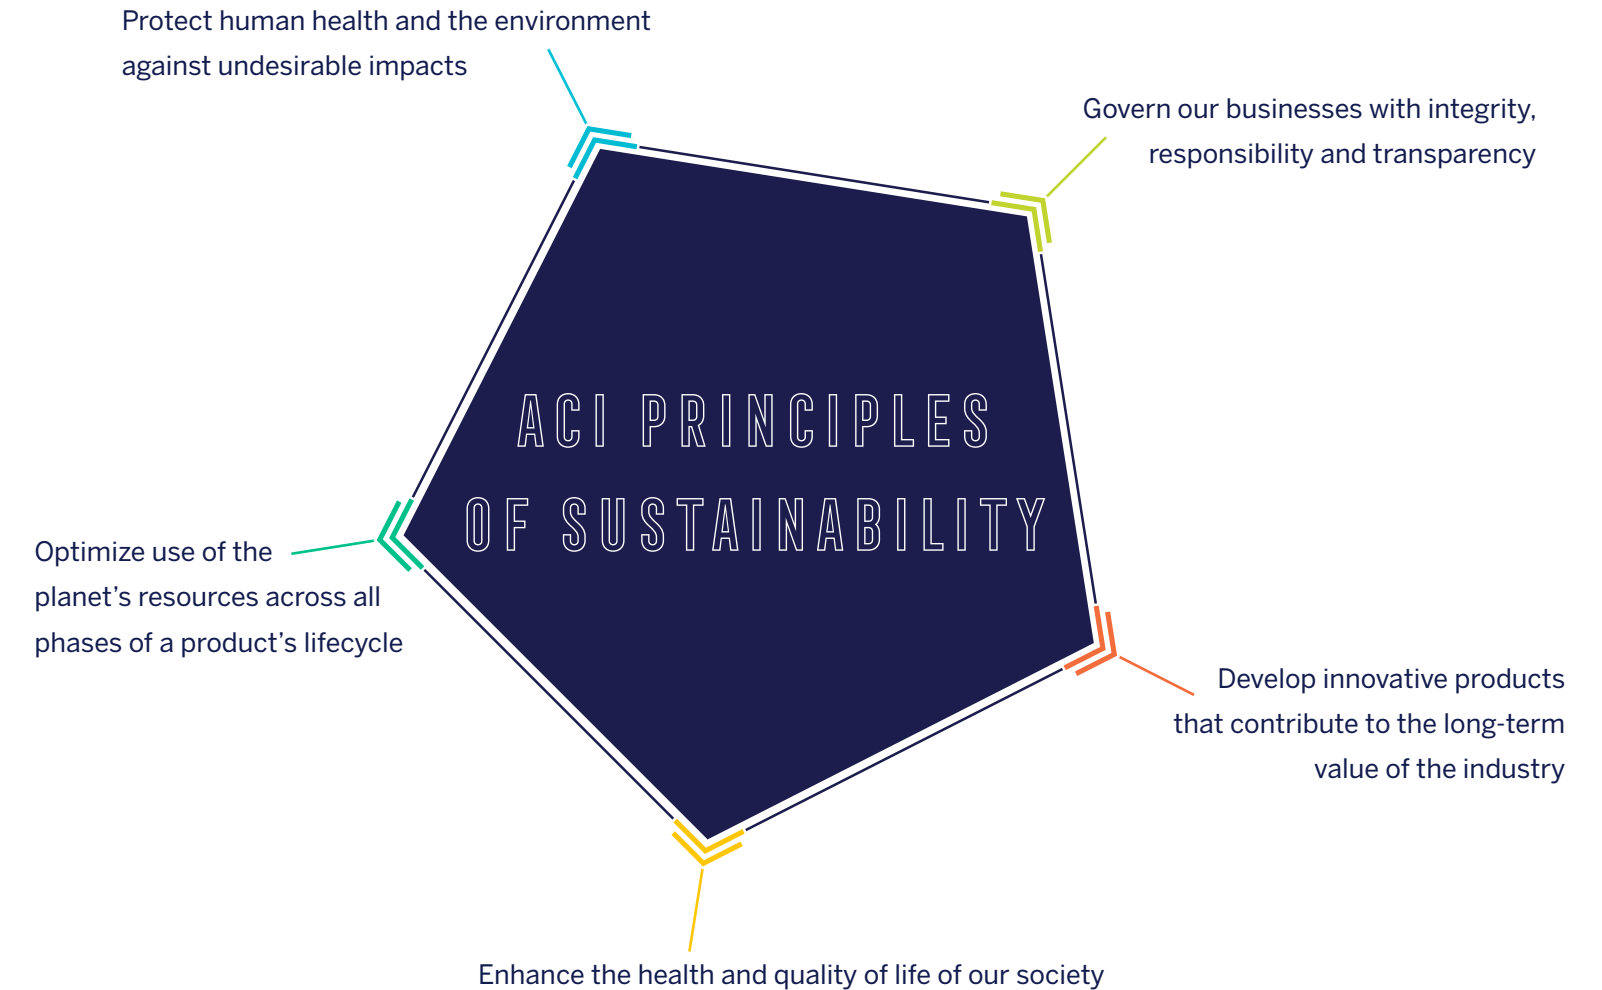 Protect human health and the environment
against undesirable impacts
Govern our businesses with integrity,
responsibility and transparency
ACI PRINCIPLES
OF SUSTAINABILITY
Optimize use of the
planet’s resources across all
phases of a product’s lifecycle
Develop innovative products
that contribute to the long-term
value of the industry
Enhance the health and quality of life of our society